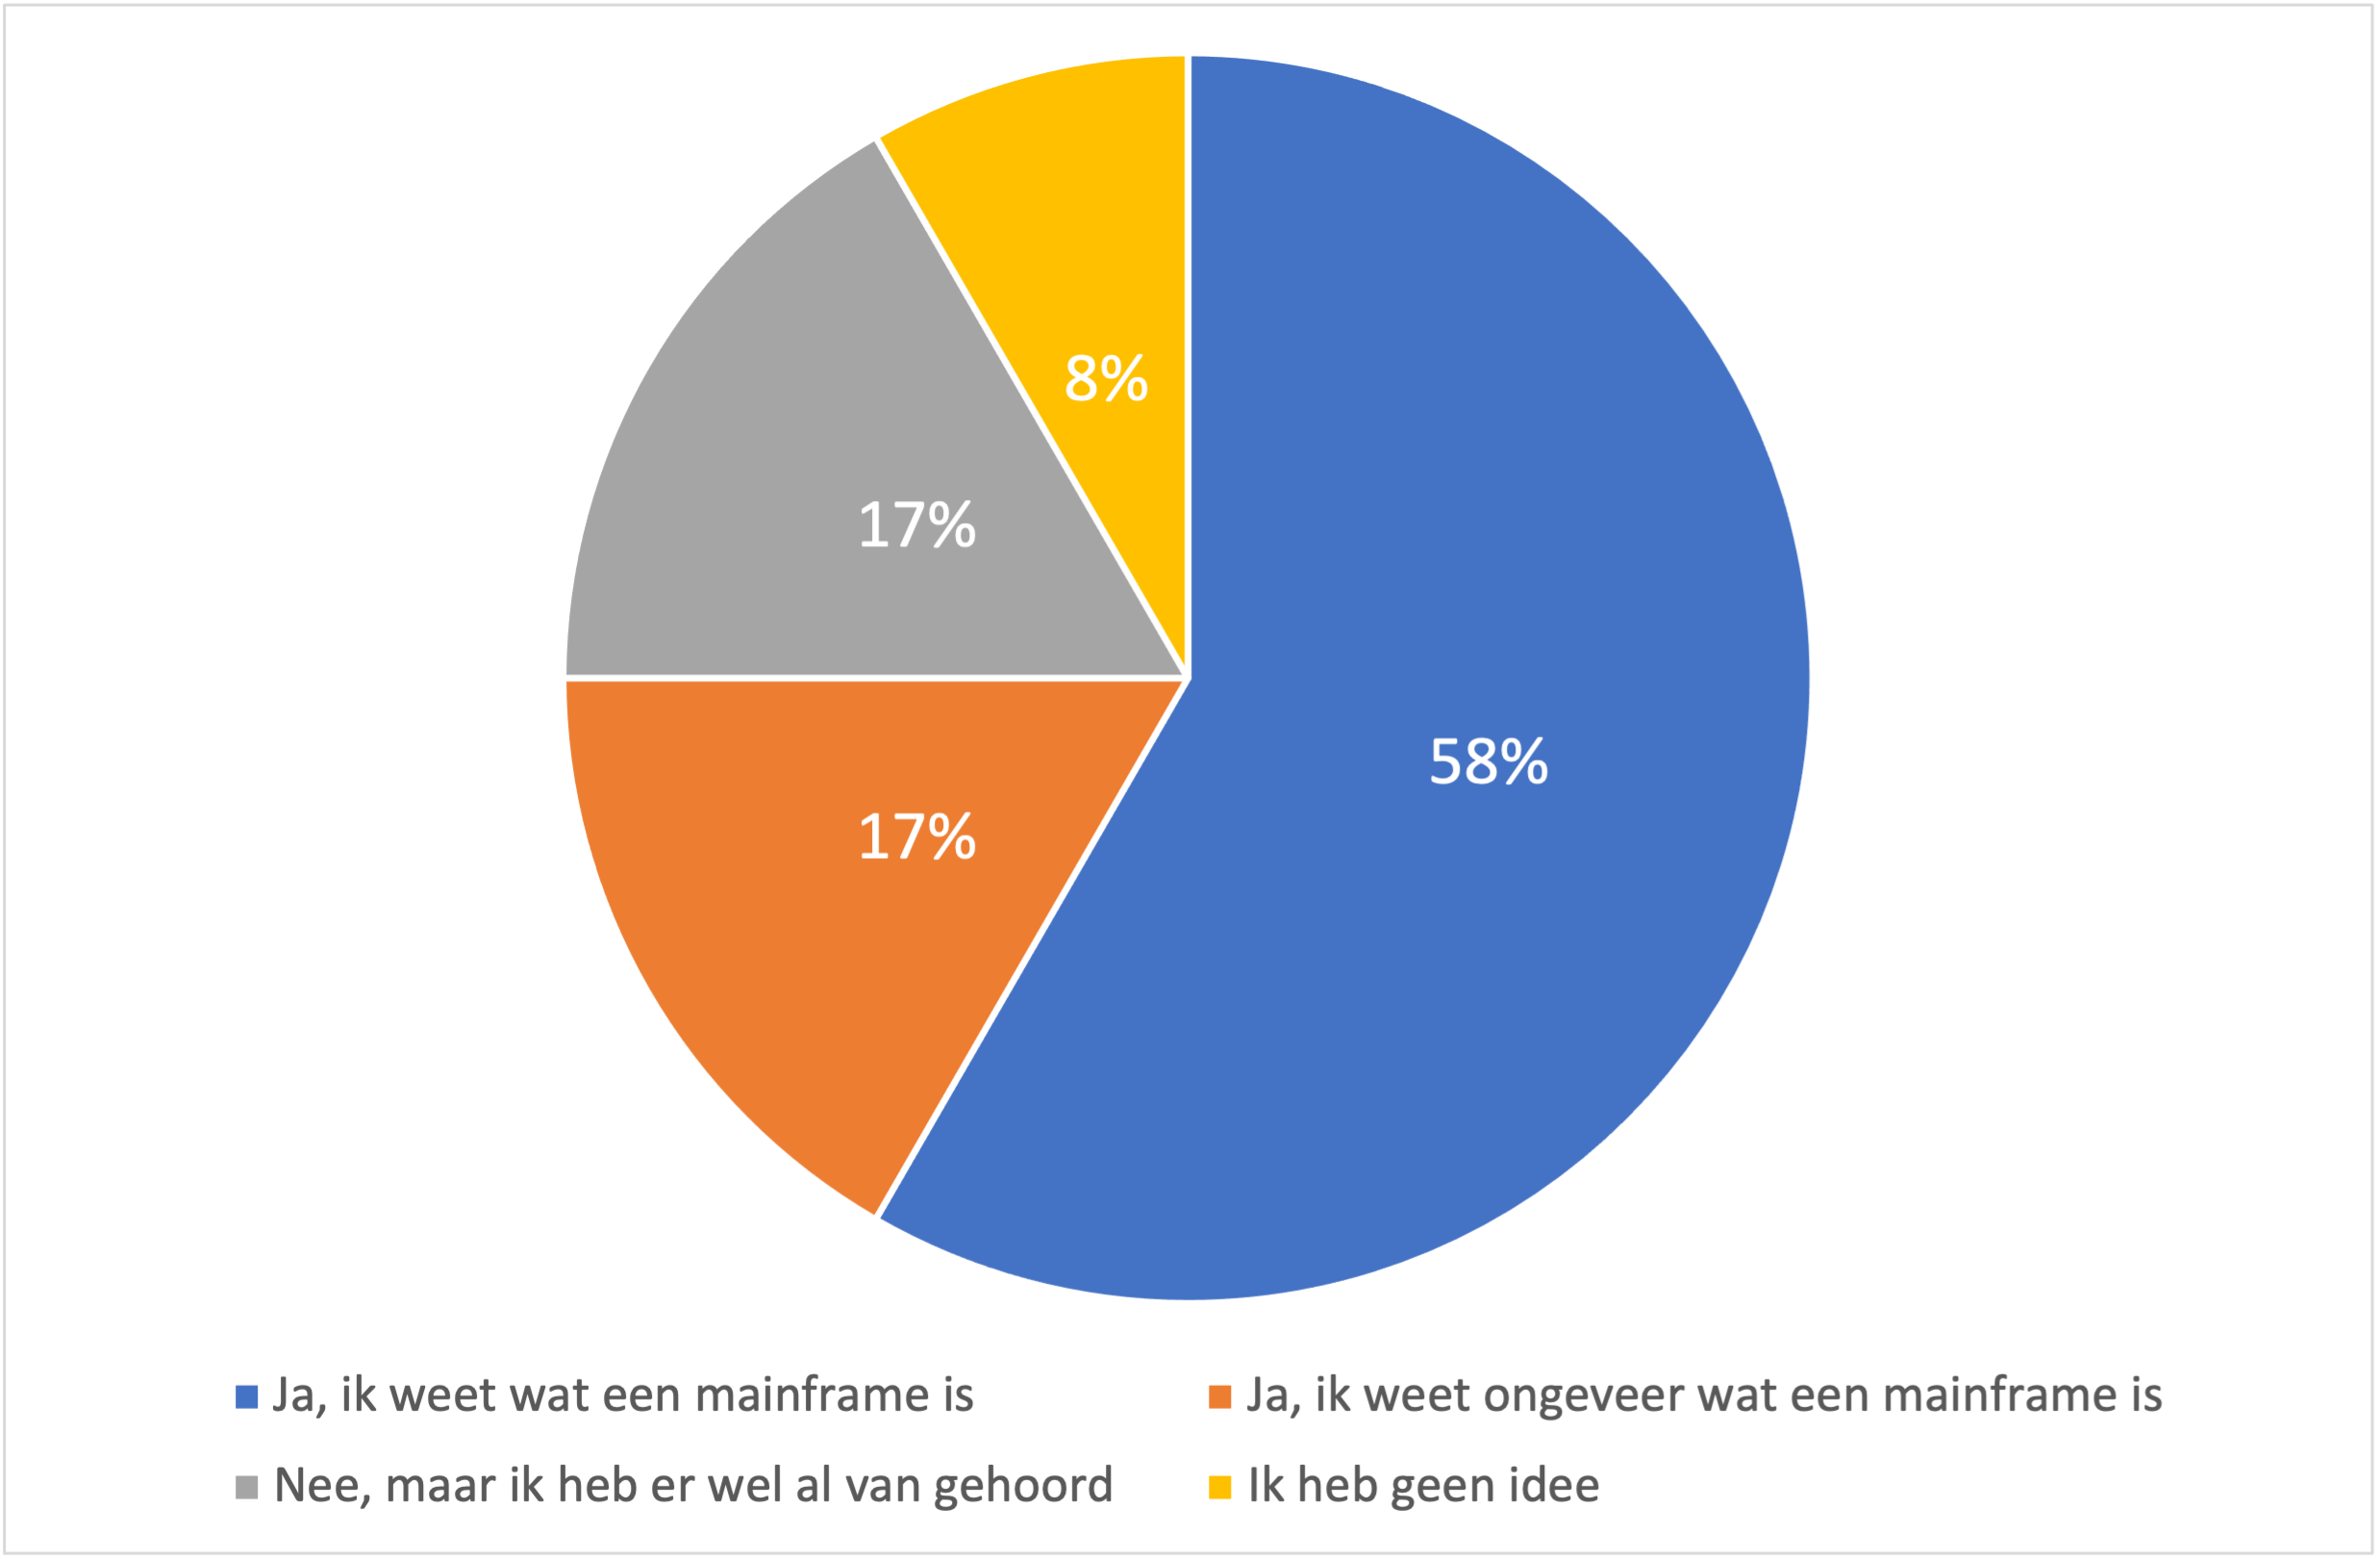 8%
17%
58%
17%
Ja, ik weet wat een mainframe is
Ja, ik weet ongeveer wat een mainframe is
Nee, maar ik heb er wel al van gehoord
Ik heb geen idee